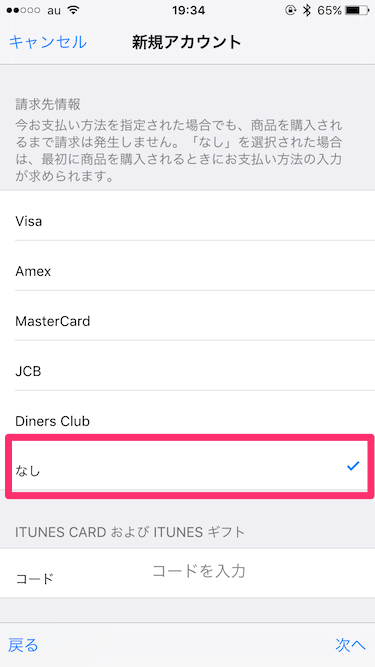 au 19:34 65%
キャンセル 新規アカウント
請求先情報
今お支払い方法を指定された場合でも、商品を購入され
るまで請求は発生しません。「なし」を選択された場合
は、最初に商品を購入されるときにお支払い方法の入力
が求められます。
Visa
Amex
MasterCard
JCB
Diners Club
なし
ITUNES CARD および ITUNES ギフト
コード コードを入力
戻る 次へ